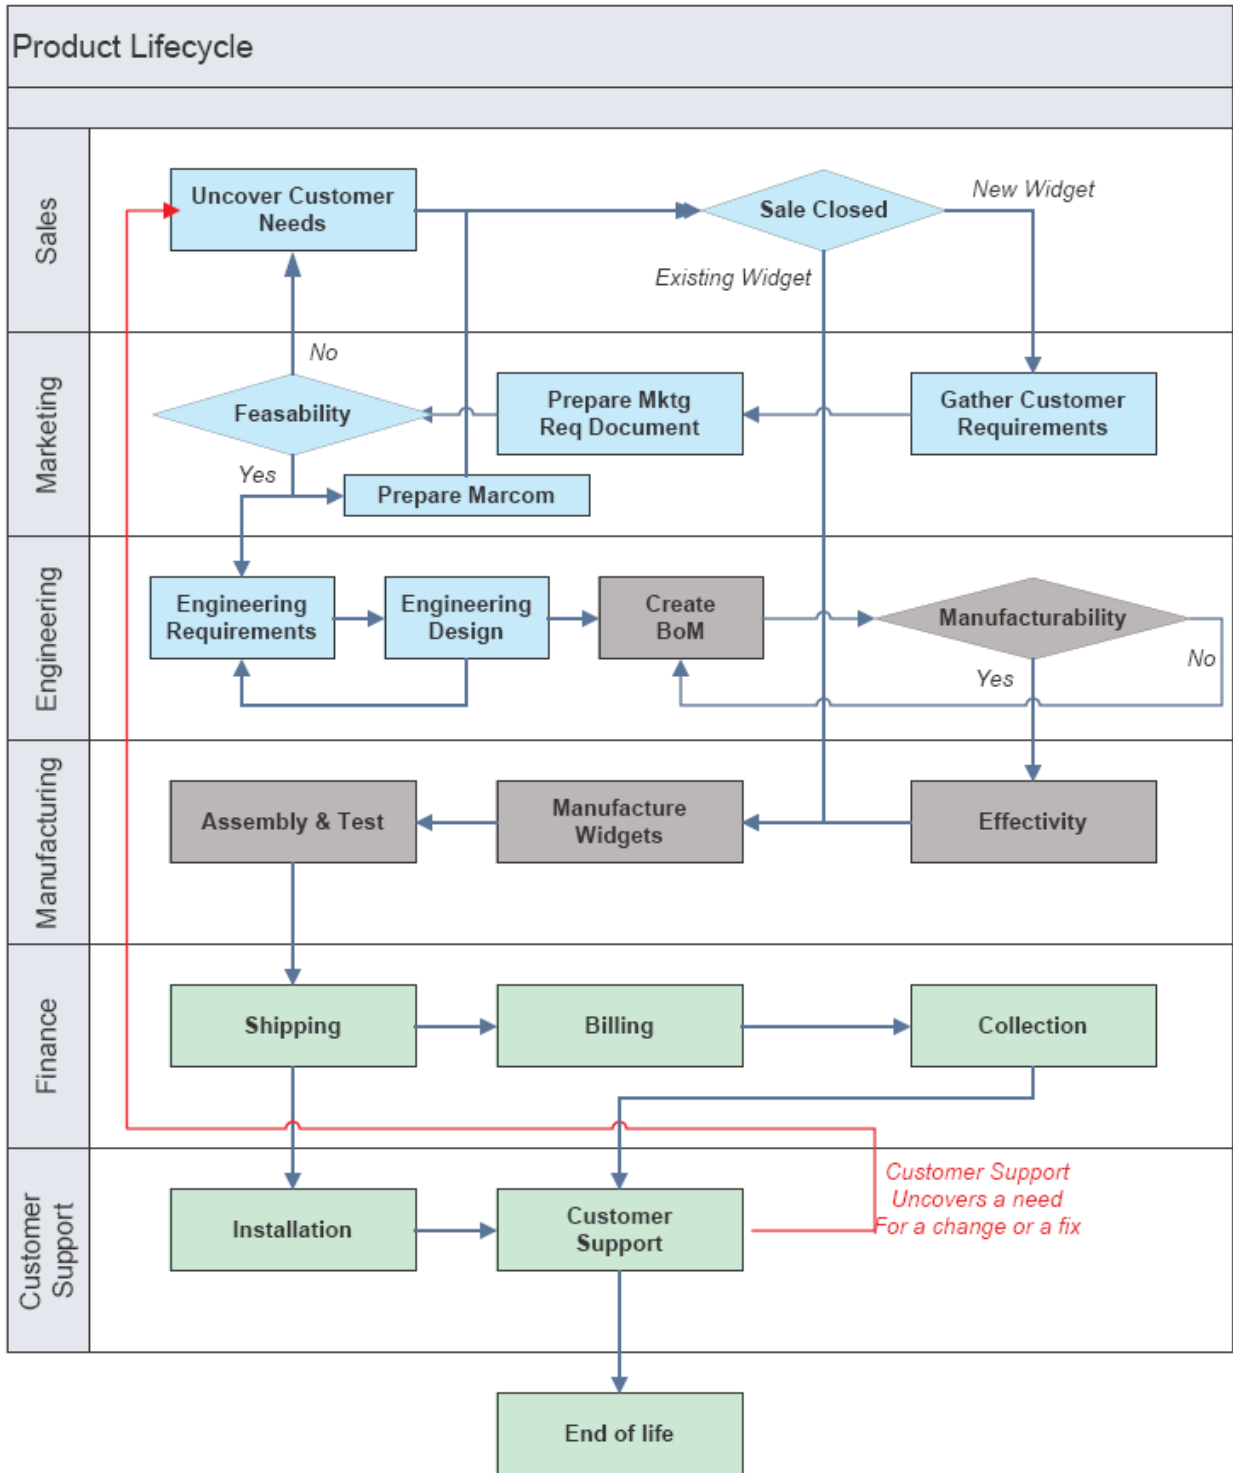 Product Lifecycle
Sales
Uncover Customer
Needs
Sale Closed
New Widget
Existing Widget
Marketing
No
Feasability
Prepare Mktg
Req Document
Gather Customer
Requirements
Yes
Prepare Marcom
Engineering
Engineering
Requirements
Engineering
Design
Create
BoM
Manufacturability
No
Yes
Manufacturing
Assembly & Test
Manufacture
Widgets
Effectivity
Finance
Shipping
Billing
Collection
Customer
Support
Installation
Customer
Support
Customer Support
Uncovers a need
For a change or a fix
End of life